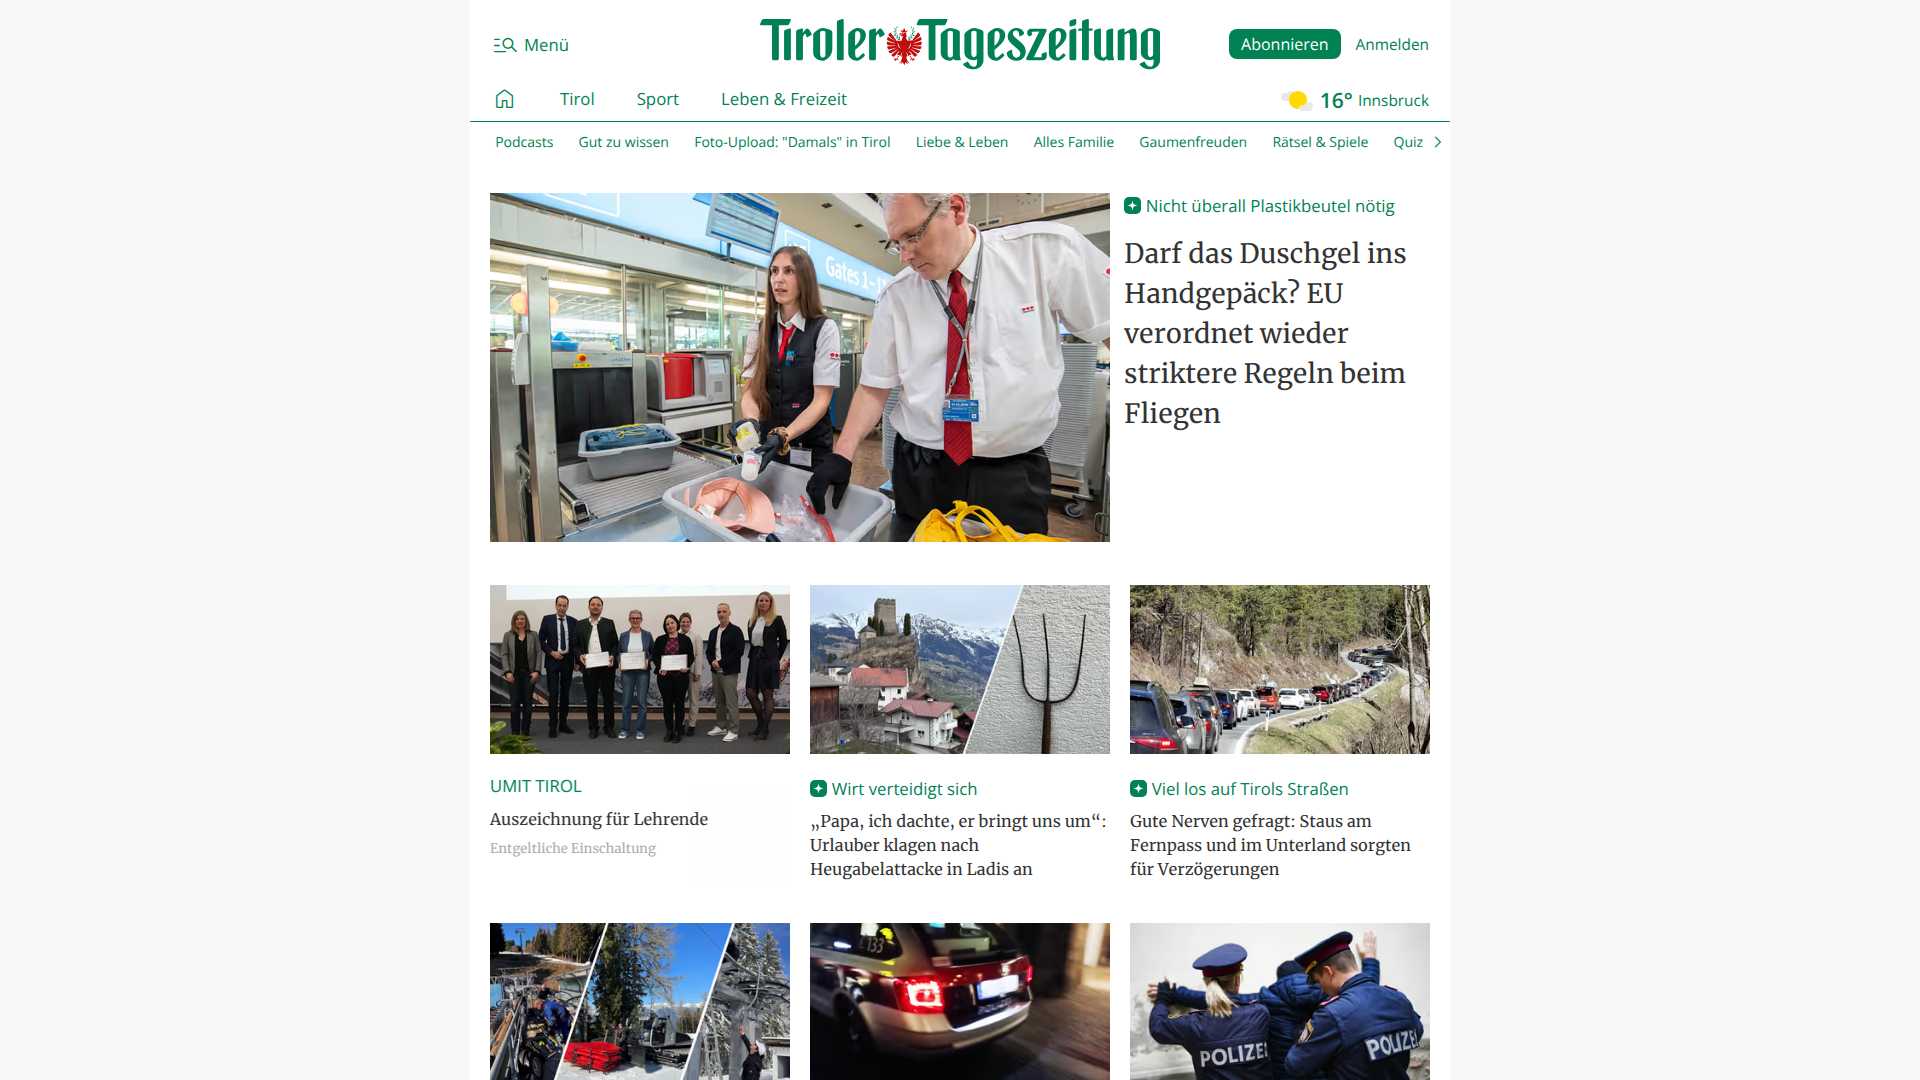 Menü
Tiroler Tageszeitung
Abonnieren
Anmelden
Tirol
Sport
Leben & Freizeit
16° Innsbruck
Podcasts
Gut zu wissen
Foto-Upload: "Damals" in Tirol
Liebe & Leben
Alles Familie
Gaumenfreuden
Rätsel & Spiele
Quiz
Gates 1-1
Nicht überall Plastikbeutel nötig
Darf das Duschgel ins
Handgepäck? EU
verordnet wieder
striktere Regeln beim
Fliegen
UMIT TIROL
Auszeichnung für Lehrende
Entgeltliche Einschaltung
Wirt verteidigt sich
„Papa, ich dachte, er bringt uns um“:
Urlauber klagen nach
Heugabelattacke in Ladis an
Viel los auf Tirols Straßen
Gute Nerven gefragt: Staus am
Fernpass und im Unterland sorgten
für Verzögerungen
133
POLIZEI
POLIZEI